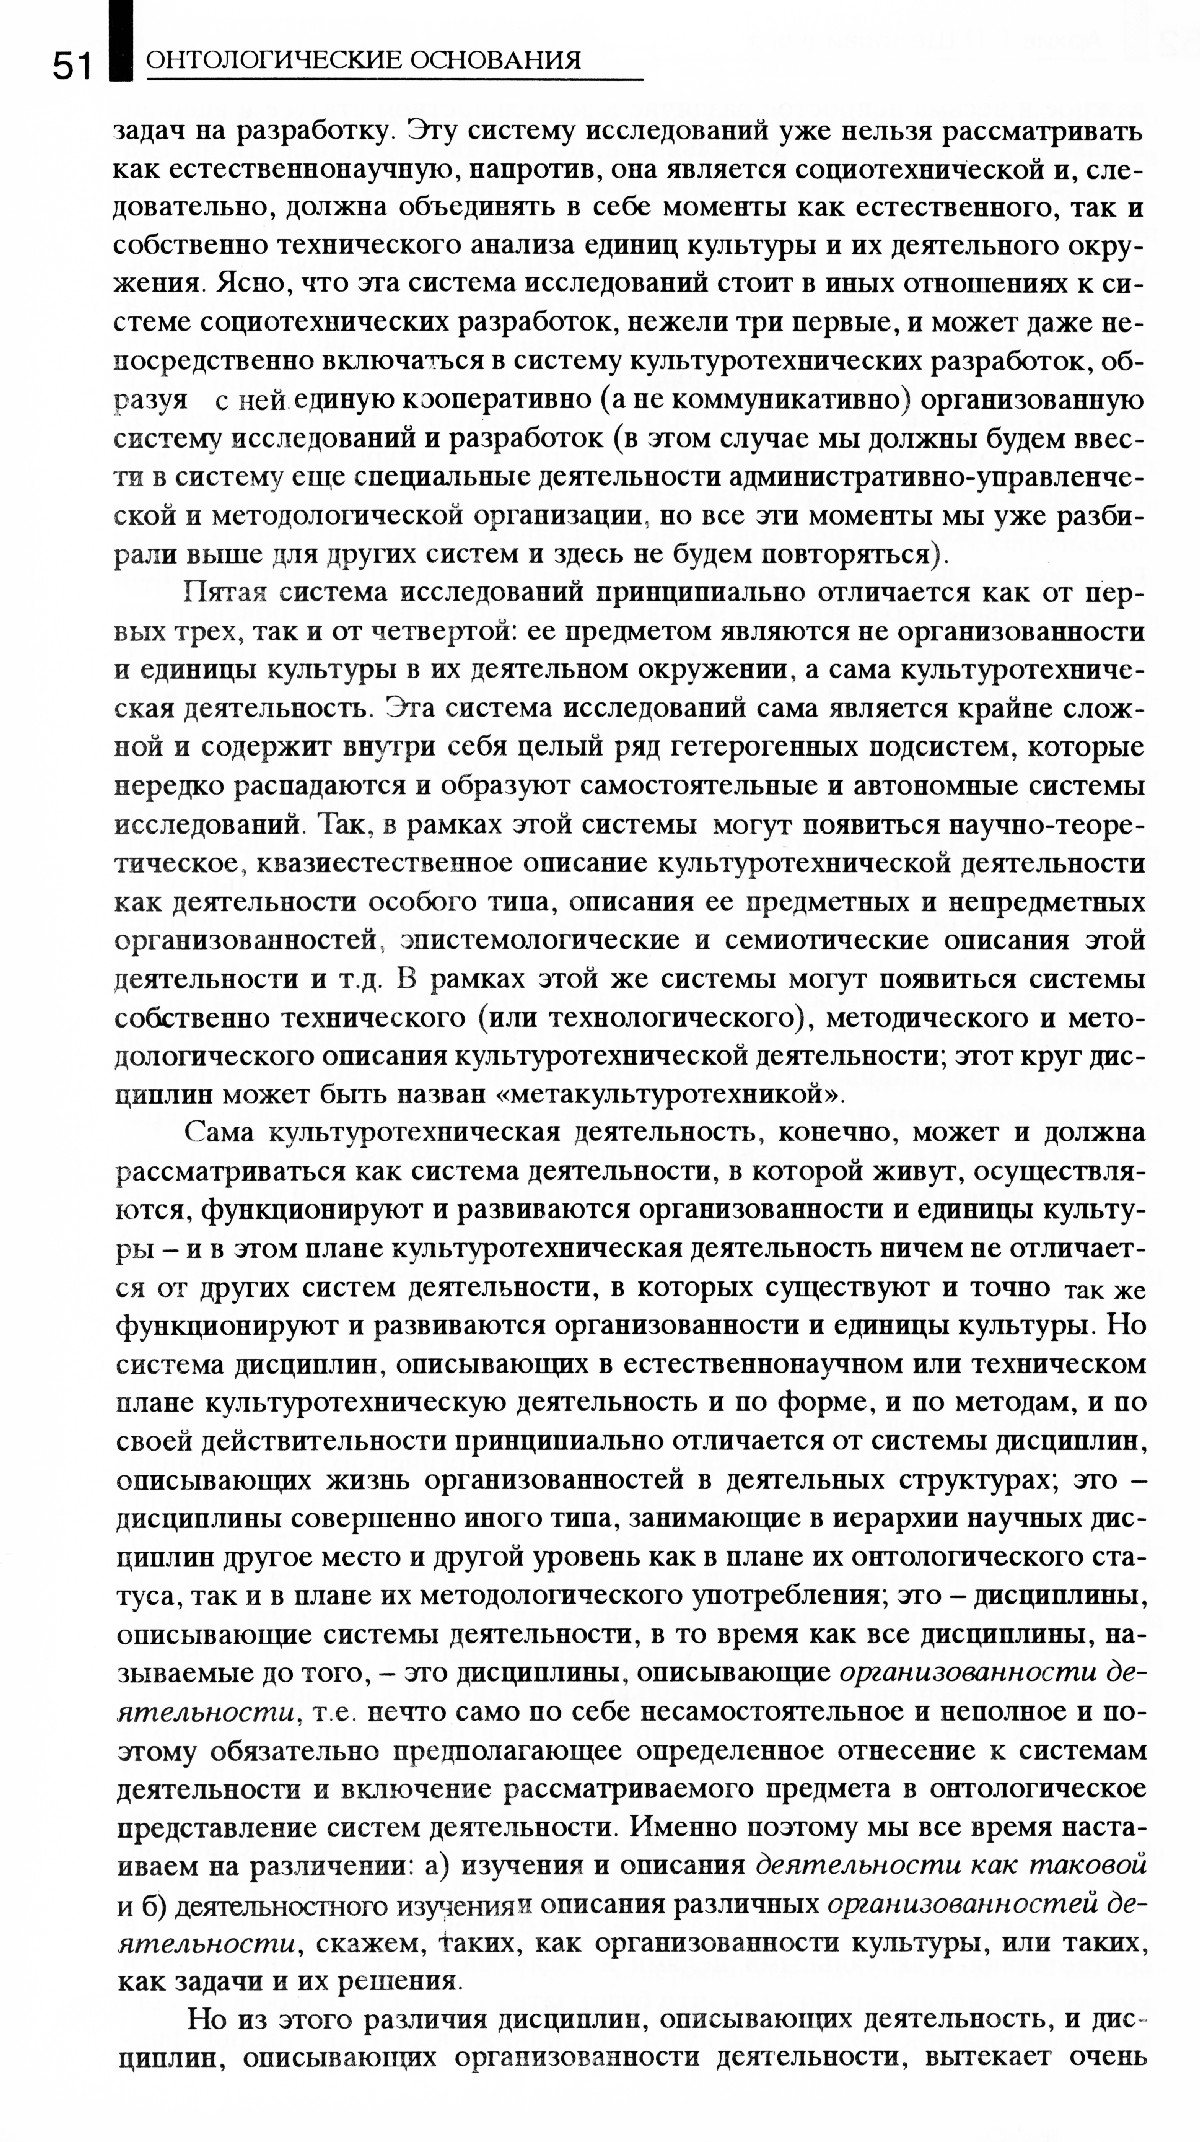 51 ОНТОЛОГИЧЕСКИЕ ОСНОВАНИЯ
задач на разработку. Эту систему исследований уже нельзя рассматривать
как естественнонаучную, напротив, она является социотехнической и, сле-
довательно, должна объединять в себе моменты как естественного, так и
собственно технического анализа единиц культуры и их деятельного окру-
жения. Ясно, что эта система исследований стоит в иных отношениях к си-
стеме социотехнических разработок, нежели три первые, и может даже не-
посредственно включаться в систему культуротехнических разработок, об-
разуя с ней единую кооперативно (а не коммуникативно) организованную
систему исследований и разработок (в этом случае мы должны будем ввес-
ти в систему еще специальные деятельности административно-управленче-
ской и методологической организации, но все эти моменты мы уже разби-
рали выше для других систем и здесь не будем повторяться).
Пятая система исследований принципиально отличается как от пер-
вых трех, так и от четвертой: ее предметом являются не организованности
и единицы культуры в их деятельном окружении, а сама культуротехниче-
ская деятельность. Эта система исследований сама является крайне слож-
ной и содержит внутри себя целый ряд гетерогенных подсистем, которые
нередко распадаются и образуют самостоятельные и автономные системы
исследований. Так, в рамках этой системы могут появиться научно-теоре-
тическое, квазиестественное описание культуротехнической деятельности
как деятельности особого типа, описания ее предметных и непредметных
организованностей, эпистемологические и семиотические описания этой
деятельности и т.д. В рамках этой же системы могут появиться системы
собственно технического (или технологического), методического и мето-
дологического описания культуротехнической деятельности; этот круг дис-
циплин может быть назван «метакультуротехникой».
Сама культуротехническая деятельность, конечно, может и должна
рассматриваться как система деятельности, в которой живут, осуществля-
ются, функционируют и развиваются организованности и единицы культу-
ры – и в этом плане культуротехническая деятельность ничем не отличает-
ся от других систем деятельности, в которых существуют и точно так же
функционируют и развиваются организованности и единицы культуры. Но
система дисциплин, описывающих в естественнонаучном или техническом
плане культуротехническую деятельность и по форме, и по методам, и по
своей действительности принципиально отличается от системы дисциплин,
описывающих жизнь организованностей в деятельных структурах; это –
дисциплины совершенно иного типа, занимающие в иерархии научных дис-
циплин другое место и другой уровень как в плане их онтологического ста-
туса, так и в плане их методологического употребления; это – дисциплины,
описывающие системы деятельности, в то время как все дисциплины, на-
зываемые до того, – это дисциплины, описывающие организованности де-
ятельности, т.е. нечто само по себе несамостоятельное и неполное и по-
этому обязательно предполагающее определенное отнесение к системам
деятельности и включение рассматриваемого предмета в онтологическое
представление систем деятельности. Именно поэтому мы все время наста-
иваем на различении: а) изучения и описания деятельности как таковой
и б) деятельностного изучения и описания различных организованностей де-
ятельности, скажем, таких, как организованности культуры, или таких,
как задачи и их решения.
Но из этого различия дисциплин, описывающих деятельность, и дис-
циплин, описывающих организованности деятельности, вытекает очень